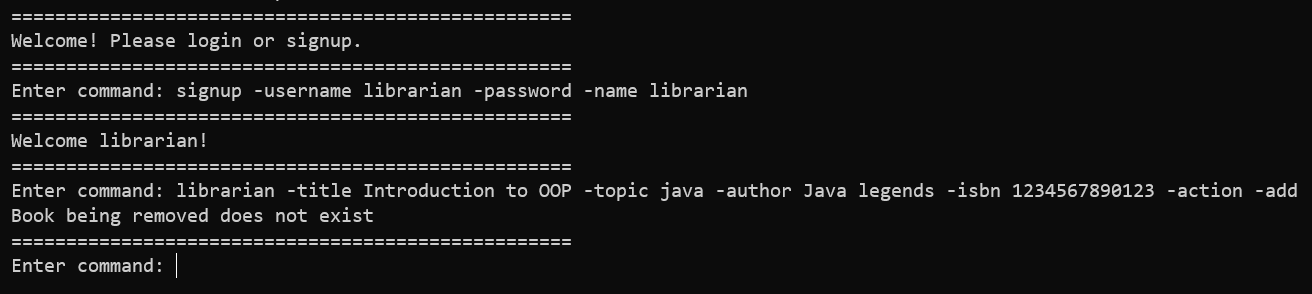 ===================================================
Welcome! Please login or signup.
===================================================
Enter command: signup -username librarian -password -name librarian
===================================================
Welcome librarian!
===================================================
Enter command: librarian -title Introduction to OOP -topic java -author Java legends -isbn 1234567890123 -action -add
Book being removed does not exist
===================================================
Enter command: